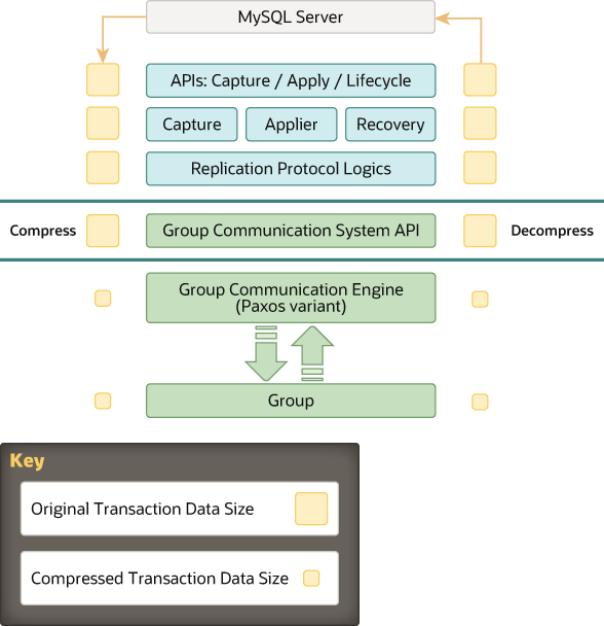 MySQL Server
APIs: Capture / Apply / Lifecycle
Capture
Applier
Recovery
Replication Protocol Logics
Compress
Group Communication System API
Decompress
Group Communication Engine
(Paxos variant)
Group
Key
Original Transaction Data Size
Compressed Transaction Data Size